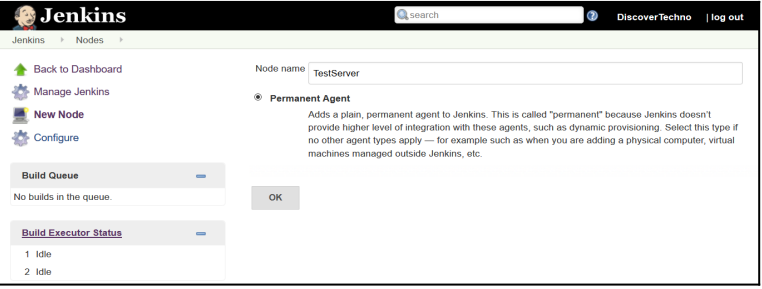 Jenkins
search
DiscoverTechno | log out
Jenkins Nodes
Back to Dashboard
Manage Jenkins
New Node
Configure
Build Queue
No builds in the queue.
Build Executor Status
1 Idle
2 Idle
Node name TestServer
Permanent Agent
Adds a plain, permanent agent to Jenkins. This is called "permanent" because Jenkins doesn't
provide higher level of integration with these agents, such as dynamic provisioning. Select this type if
no other agent types apply — for example such as when you are adding a physical computer, virtual
machines managed outside Jenkins, etc.
OK